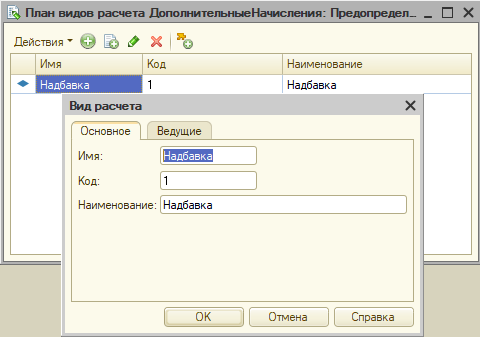 План видов расчета ДополнительныеНачисления: Предопредел...
Действия
Имя Код Наименование
Надбавка 1 Надбавка
Вид расчета
Основное Ведущие
Имя: Надбавка
Код: 1
Наименование: Надбавка
OK Отмена Справка